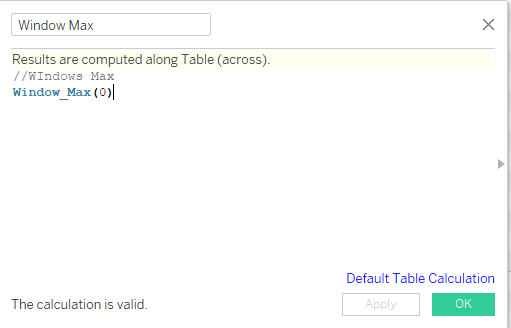 Window Max
Results are computed along Table (across).
//WIndows Max
Window_Max(0)
Default Table Calculation
The calculation is valid.
Apply
OK